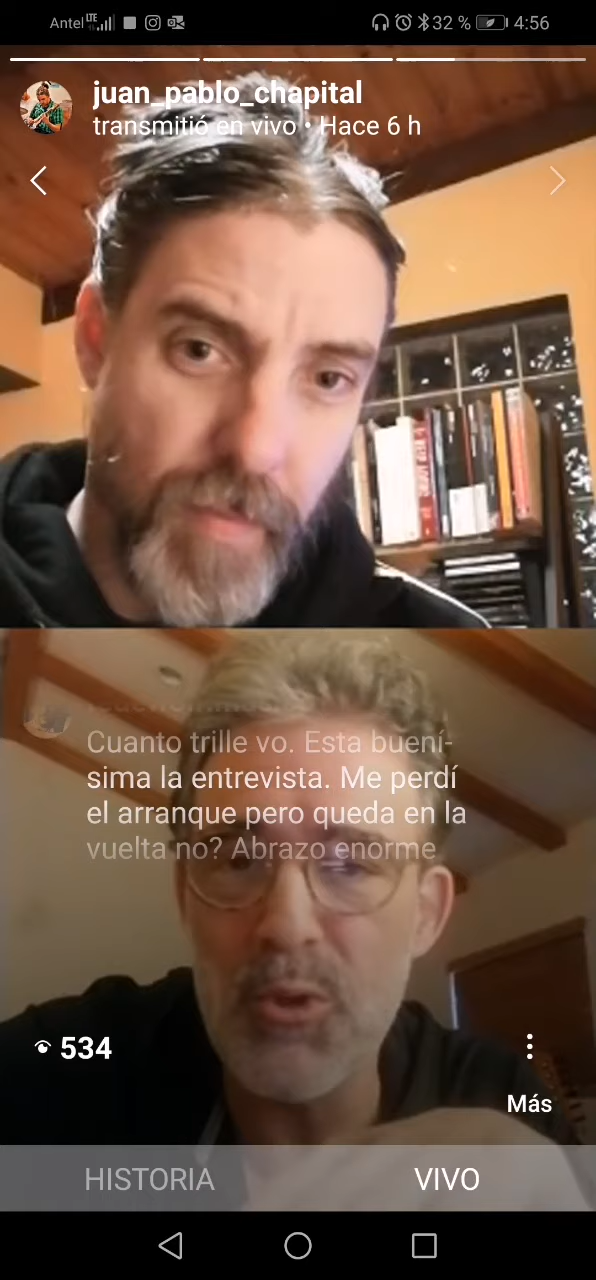 Antel LTE 32 % 4:56
juan_pablo_chapital
transmitió en vivo • Hace 6 h
Cuanto trille vo. Esta buení-
sima la entrevista. Me perdí
el arranque pero queda en la
vuelta no? Abrazo enorme
534
Más
HISTORIA VIVO